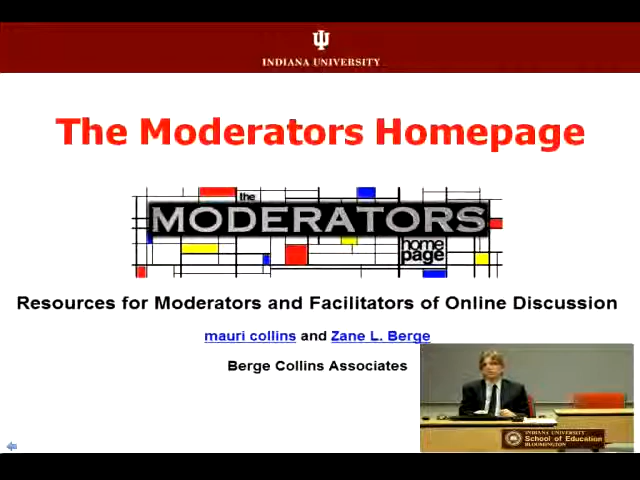 INDIANA UNIVERSITY
The Moderators Homepage
the
MODERATORS
home
page
Resources for Moderators and Facilitators of Online Discussion
mauri collins and Zane L. Berge
Berge Collins Associates
INDIANA UNIVERSITY
School of Education
BLOOMINGTON